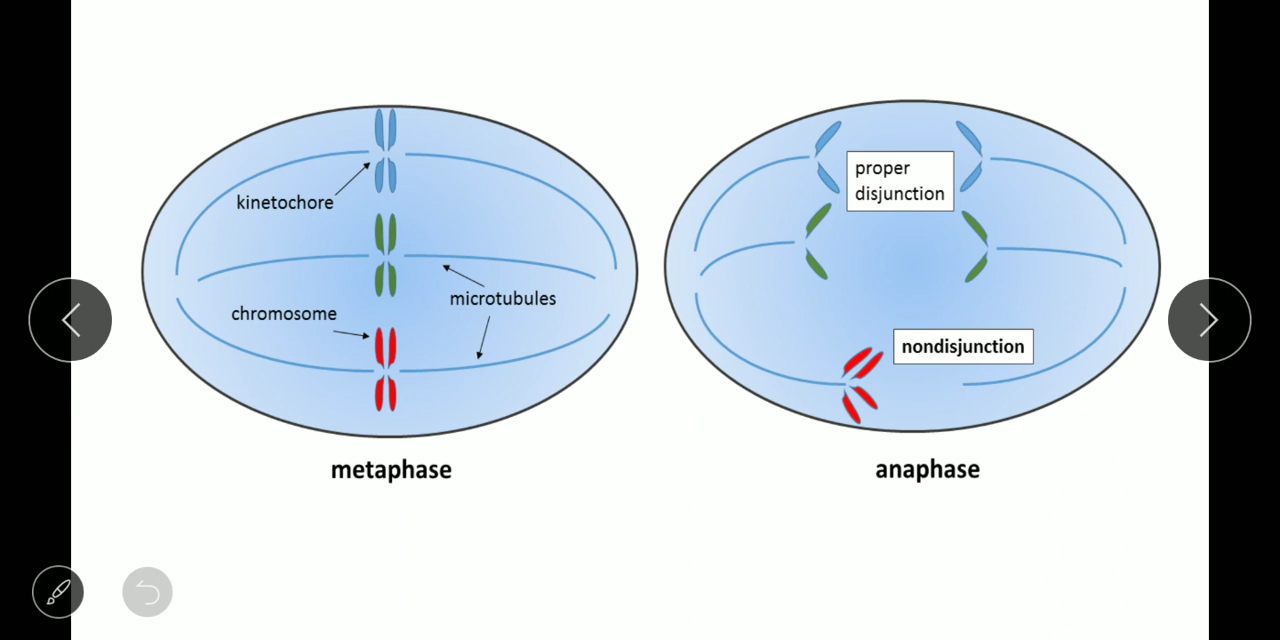 kinetochore
chromosome
microtubules
metaphase
proper
disjunction
nondisjunction
anaphase